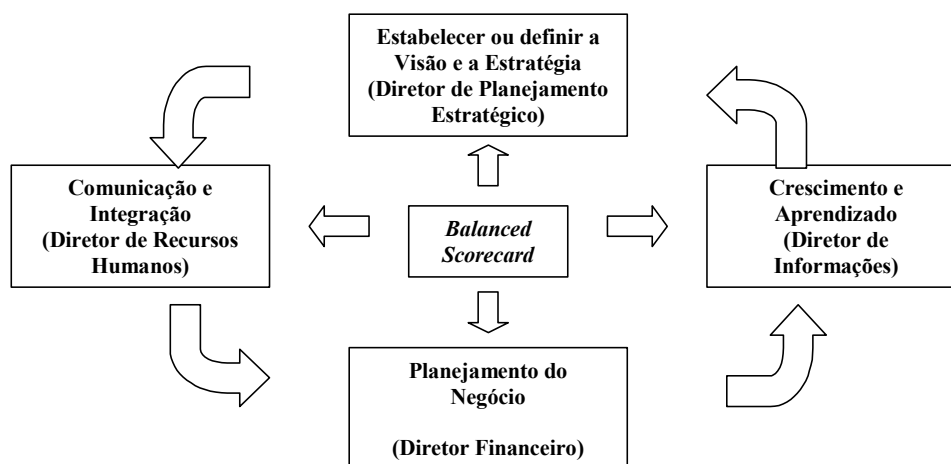 Estabelecer ou definir a
Visão e a Estratégia
(Diretor de Planejamento
Estratégico)
Comunicação e
Integração
(Diretor de Recursos
Humanos)
Balanced
Scorecard
Crescimento e
Aprendizado
(Diretor de
Informações)
Planejamento do
Negócio
(Diretor Financeiro)